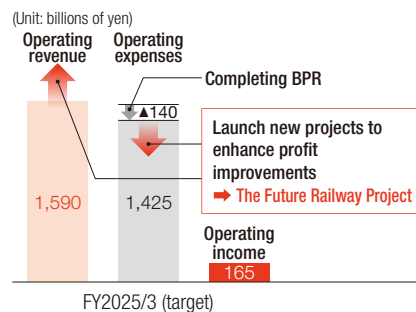 (Unit: billions of yen)
Operating
revenue
Operating
expenses
Completing BPR
▲140
Launch new projects to
enhance profit
improvements
➡ The Future Railway Project
1,590
1,425
Operating
income
165
FY2025/3 (target)